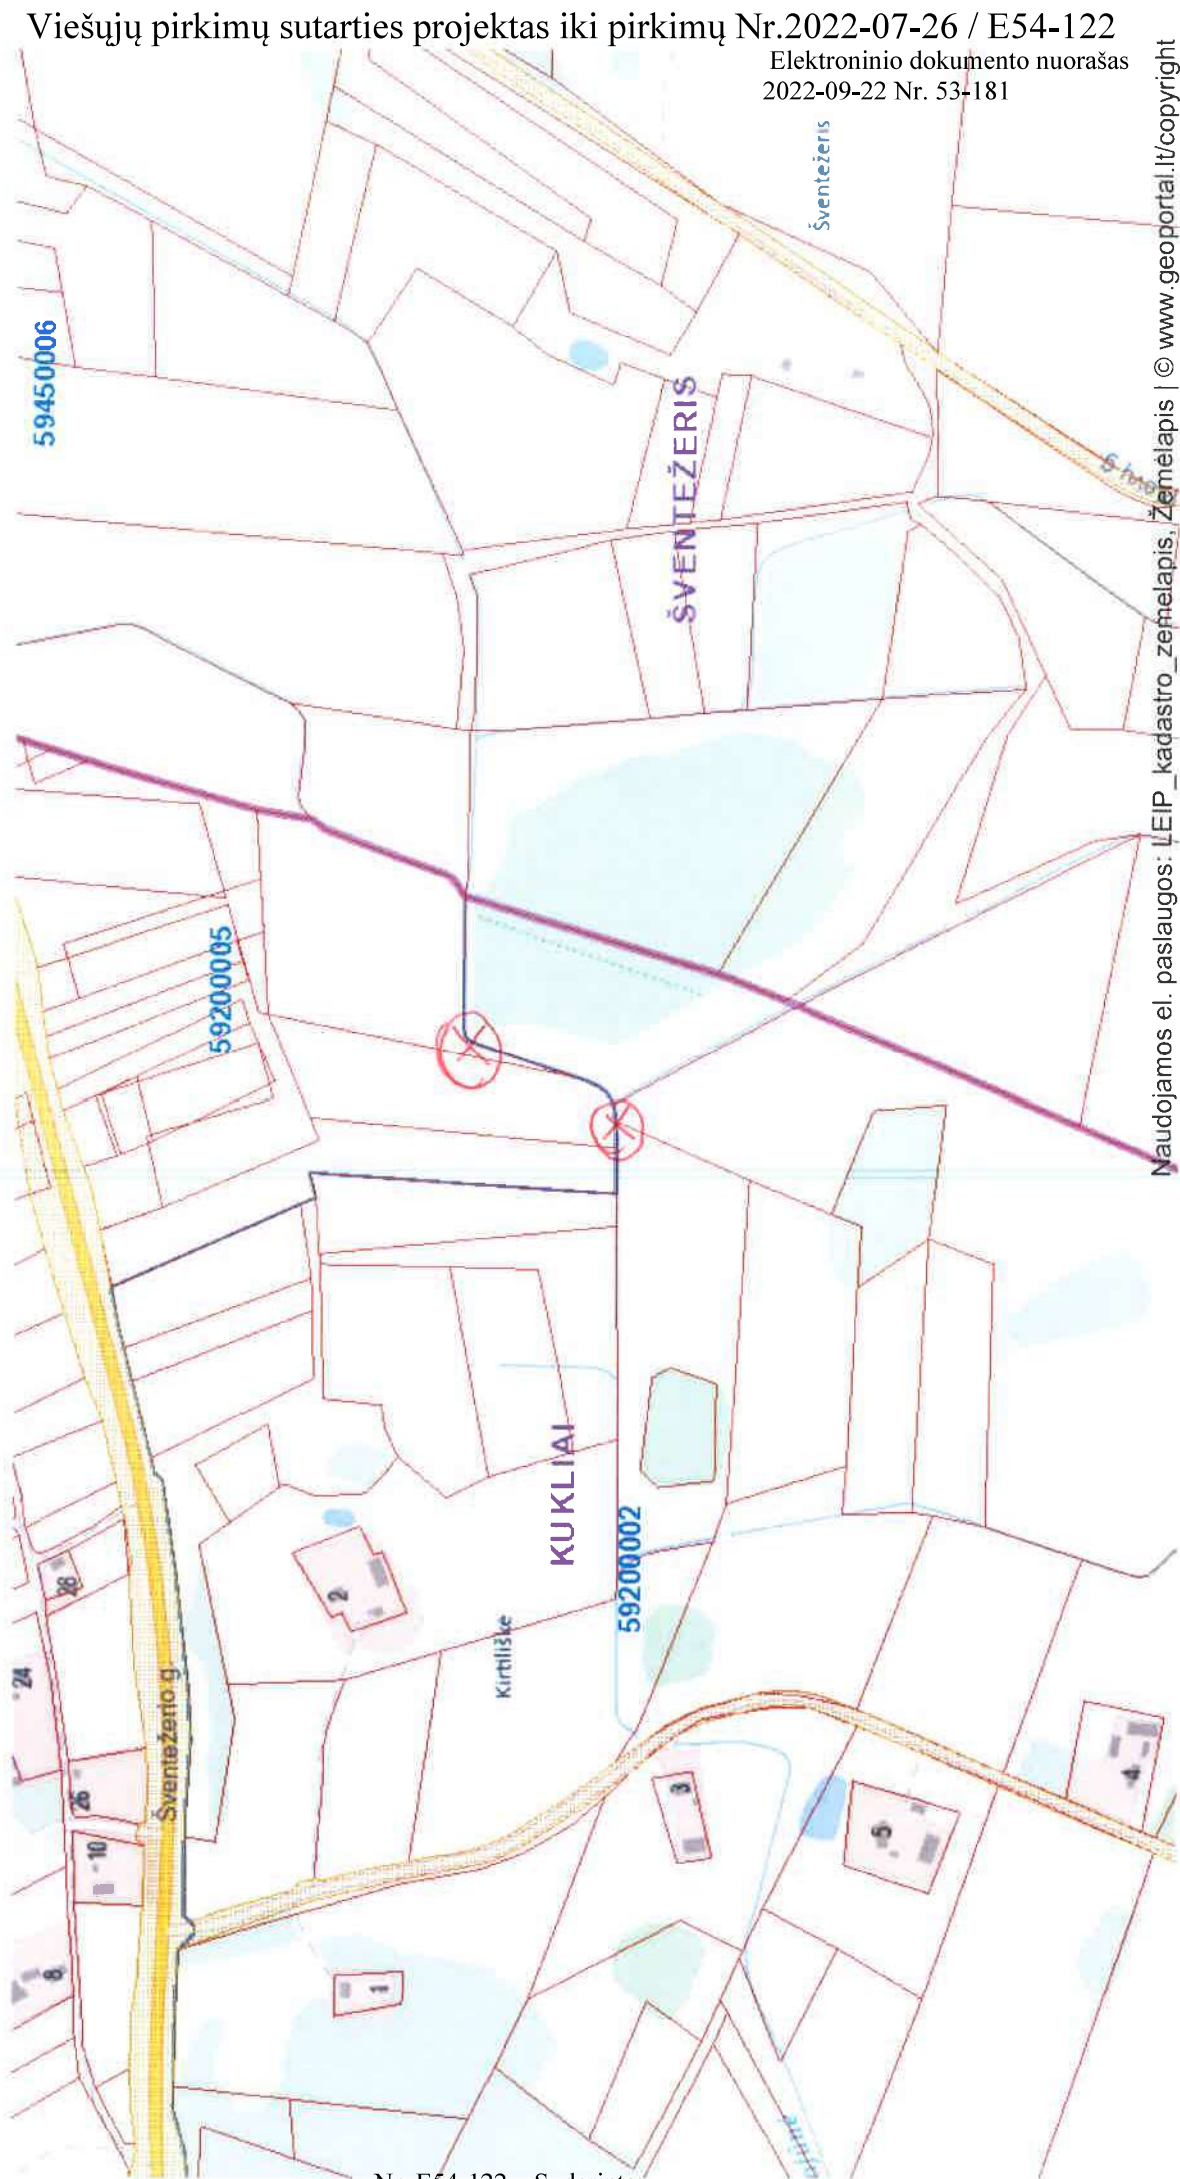 Viešųjų pirkimų sutarties projektas iki pirkimų Nr.2022-07-26 / E54-122
Elektroninio dokumento nuorašas
2022-09-22 Nr. 53-181
Šventežeris
59450006
ŠVENTEŽERIS
59200005
KUKLIAI
59200002
Kirtiliškė
Šventežerio g.
28
24
26
10
8
2
1
3
5
4
Naudojamos el. paslaugos: LEIP_kadastro_zemelapis, Žemėlapis | © www.geoportal.lt/copyright